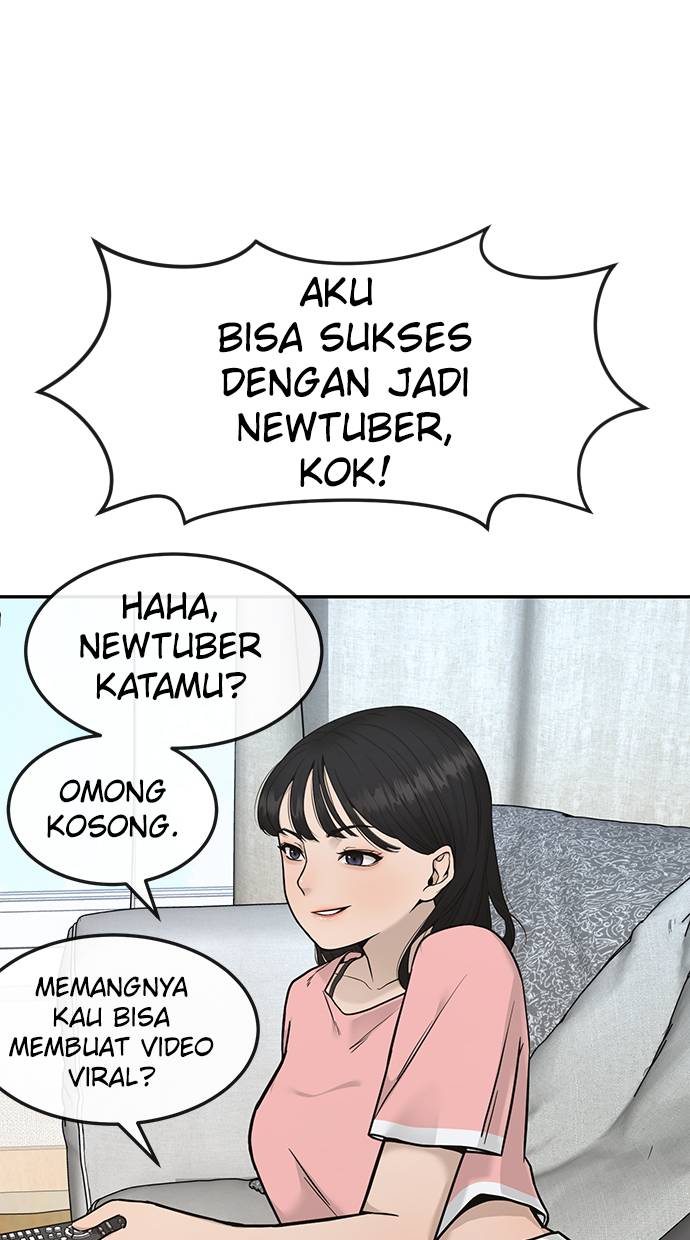 AKU
BISA SUKSES
DENGAN JADI
NEWTUBER,
KOK!
HAHA,
NEWTUBER
KATAMU?
OMONG
KOSONG.
MEMANGNYA
KAU BISA
MEMBUAT VIDEO
VIRAL?